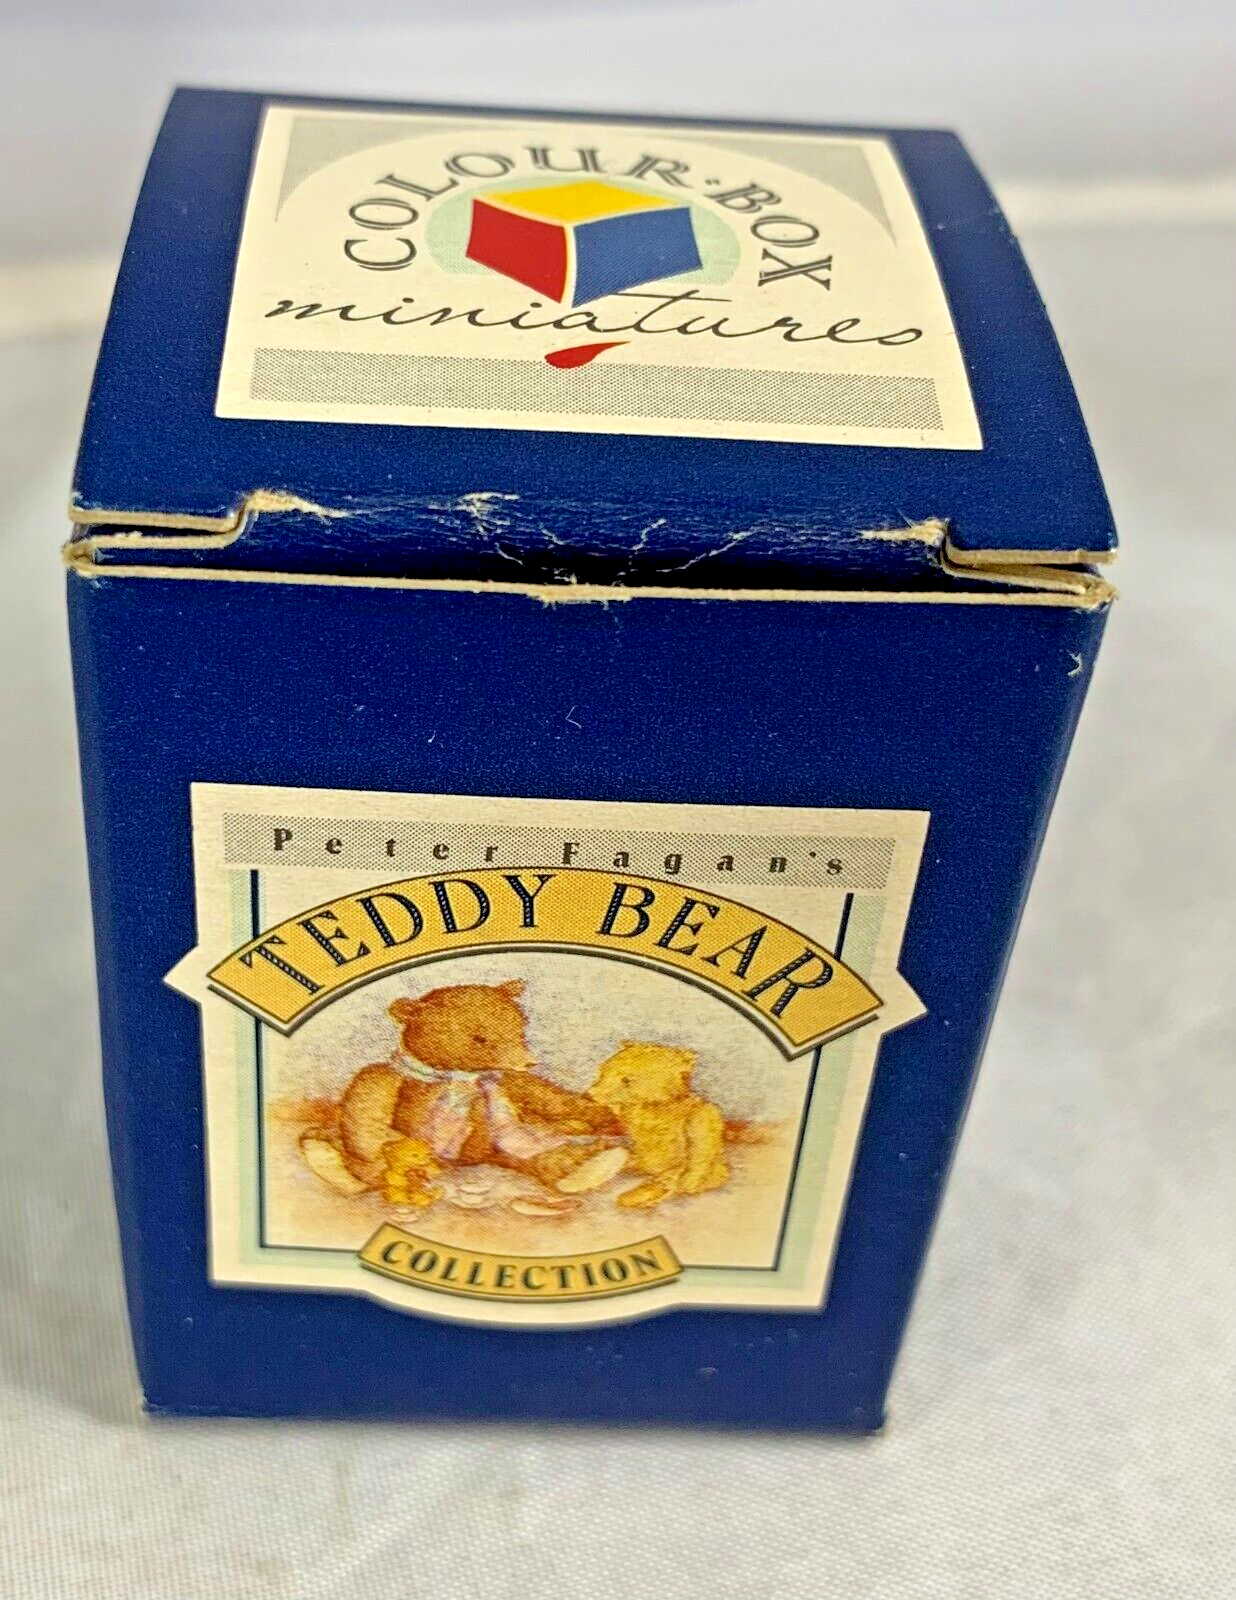 COLOUR·BOX
miniatures
Peter Fagan's
TEDDY BEAR
COLLECTION